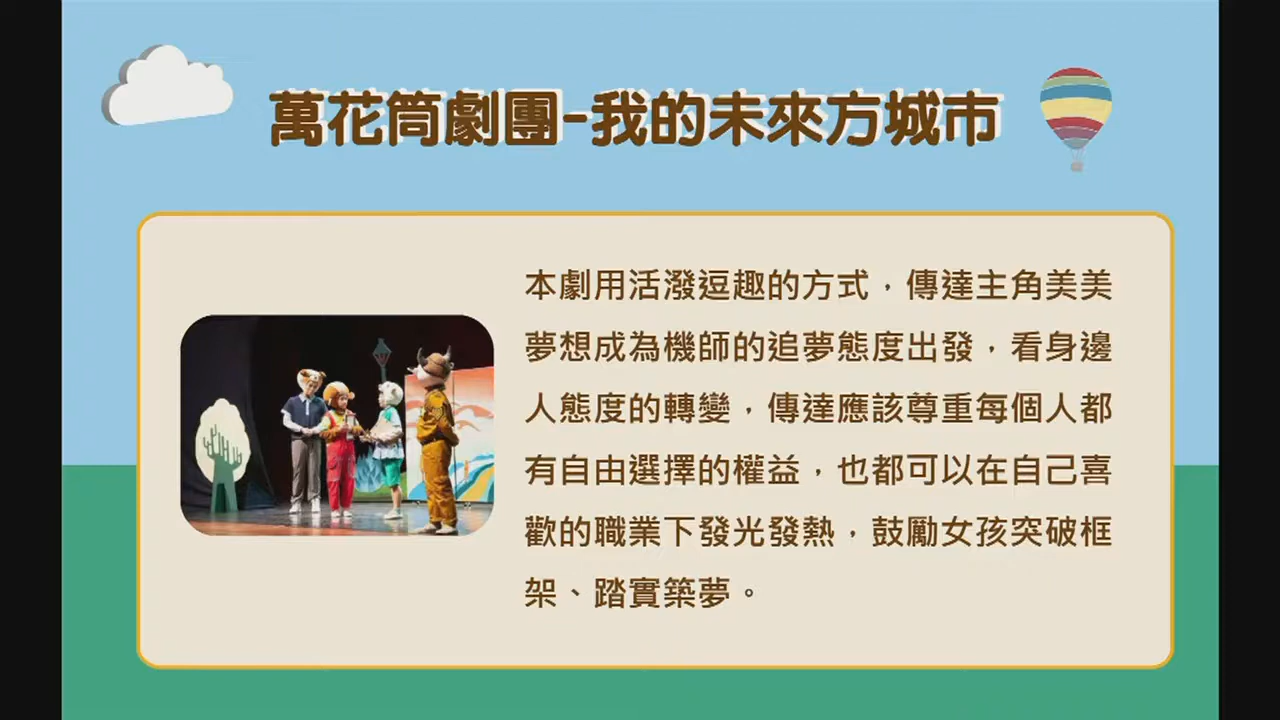 萬花筒劇團-我的未來方城市
本劇用活潑逗趣的方式，傳達主角美美
夢想成為機師的追夢態度出發，看身邊
人態度的轉變，傳達應該尊重每個人都
有自由選擇的權益，也都可以在自己喜
歡的職業下發光發熱，鼓勵女孩突破框
架、踏實築夢。